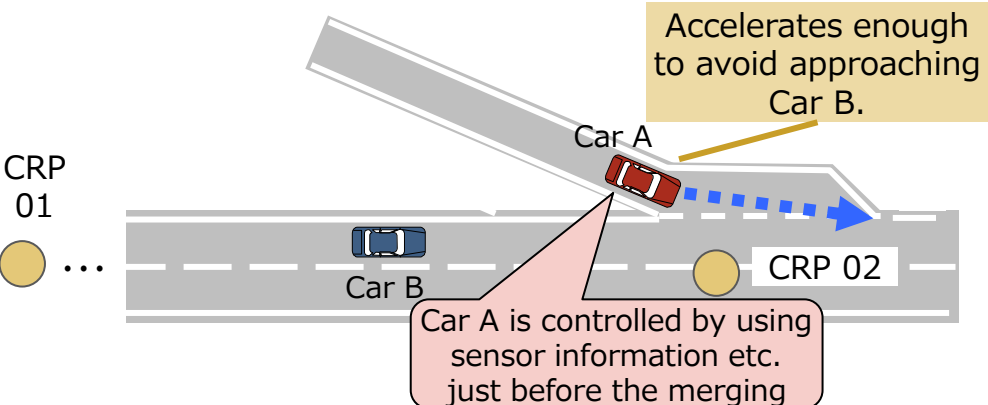 Accelerates enough
to avoid approaching
Car B.
Car A
CRP
01
...
CRP 02
Car B
Car A is controlled by using
sensor information etc.
just before the merging